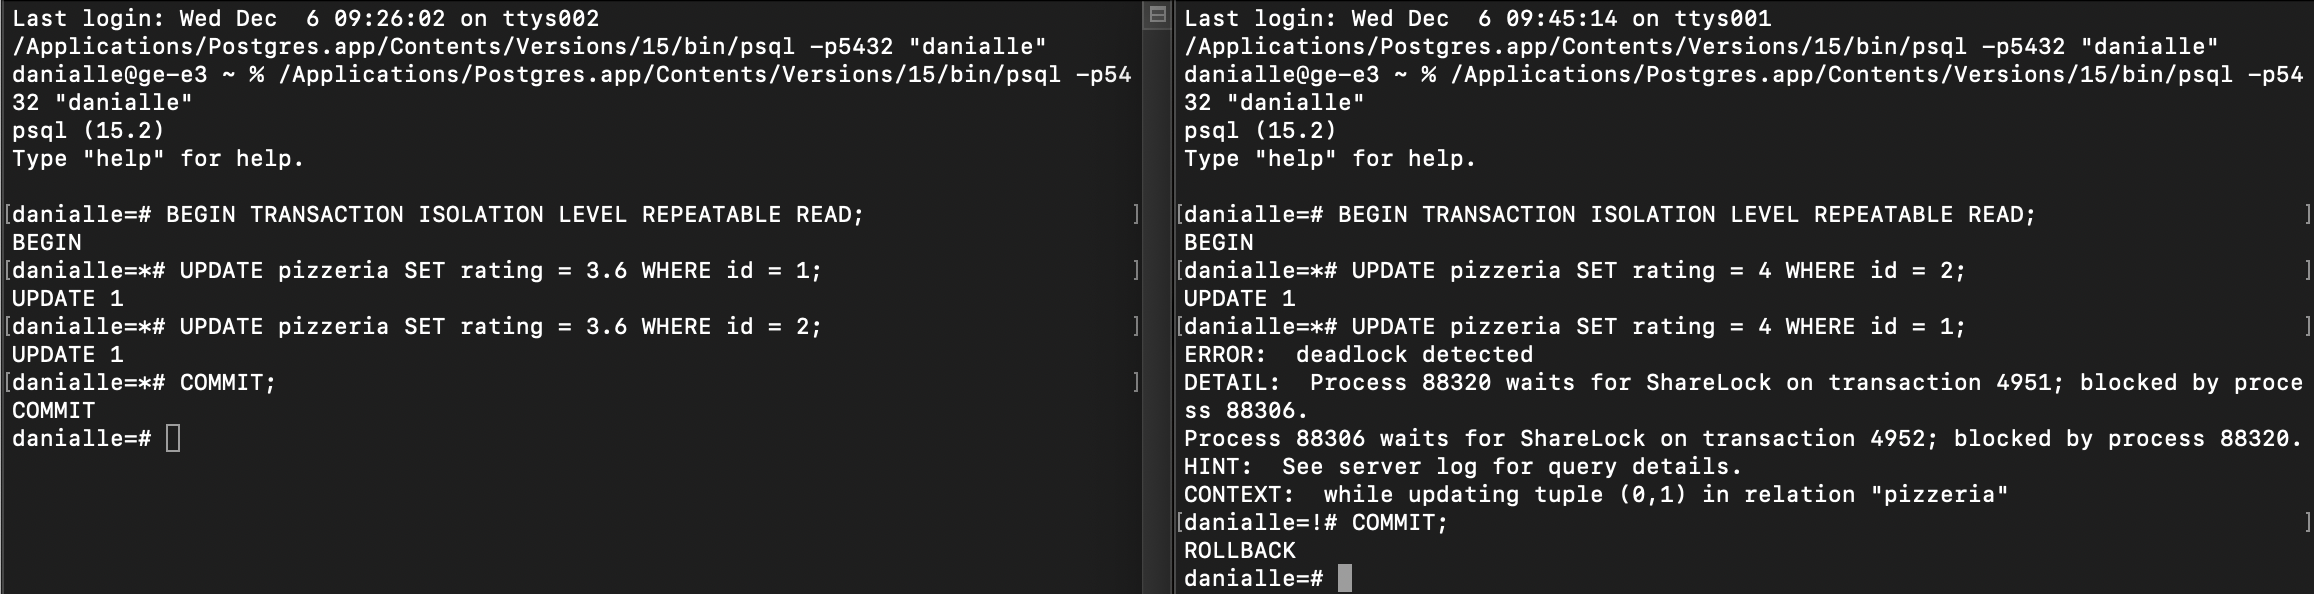 Last login: Wed Dec  6 09:26:02 on ttys002
/Applications/Postgres.app/Contents/Versions/15/bin/psql -p5432 "danialle"
danialle@ge-e3 ~ % /Applications/Postgres.app/Contents/Versions/15/bin/psql -p54
32 "danialle"
psql (15.2)
Type "help" for help.

[danialle=# BEGIN TRANSACTION ISOLATION LEVEL REPEATABLE READ; ]
BEGIN
[danialle=*# UPDATE pizzeria SET rating = 3.6 WHERE id = 1; ]
UPDATE 1
[danialle=*# UPDATE pizzeria SET rating = 3.6 WHERE id = 2; ]
UPDATE 1
[danialle=*# COMMIT; ]
COMMIT
danialle=#
Last login: Wed Dec  6 09:45:14 on ttys001
/Applications/Postgres.app/Contents/Versions/15/bin/psql -p5432 "danialle"
danialle@ge-e3 ~ % /Applications/Postgres.app/Contents/Versions/15/bin/psql -p54
32 "danialle"
psql (15.2)
Type "help" for help.

[danialle=# BEGIN TRANSACTION ISOLATION LEVEL REPEATABLE READ; ]
BEGIN
[danialle=*# UPDATE pizzeria SET rating = 4 WHERE id = 2; ]
UPDATE 1
[danialle=*# UPDATE pizzeria SET rating = 4 WHERE id = 1; ]
ERROR:  deadlock detected
DETAIL:  Process 88320 waits for ShareLock on transaction 4951; blocked by proce
ss 88306.
Process 88306 waits for ShareLock on transaction 4952; blocked by process 88320.
HINT:  See server log for query details.
CONTEXT:  while updating tuple (0,1) in relation "pizzeria"
[danialle=!# COMMIT; ]
ROLLBACK
danialle=#